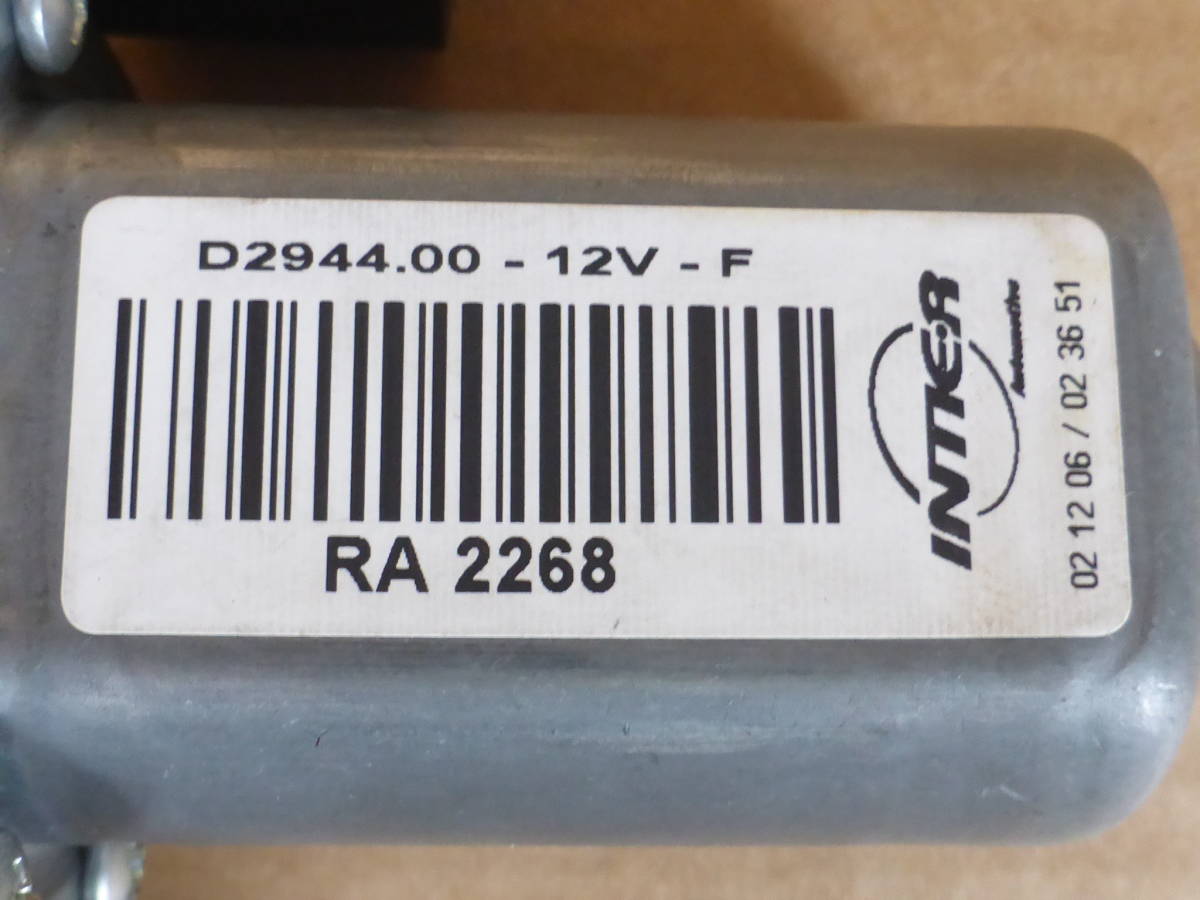 D2944.00 - 12V - F
RA 2268
INTIER
Automotive
02 12 06 / 02 36 51